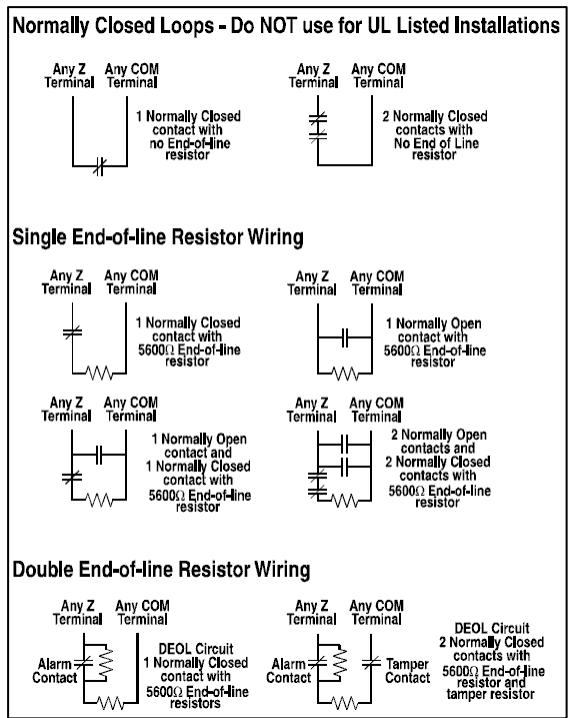 Normally Closed Loops - Do NOT use for UL Listed Installations
Any Z
Terminal
Any COM
Terminal
1 Normally Closed
contact with
no End-of-line
resistor
Any Z
Terminal
Any COM
Terminal
2 Normally Closed
contacts with
No End of Line
resistor
Single End-of-line Resistor Wiring
Any Z
Terminal
Any COM
Terminal
1 Normally Closed
contact with
5600Ω End-of-line
resistor
Any Z
Terminal
Any COM
Terminal
1 Normally Open
contact with
5600Ω End-of-line
resistor
Any Z
Terminal
Any COM
Terminal
1 Normally Open
contact and
1 Normally Closed
contact with
5600Ω End-of-line
resistor
Any Z
Terminal
Any COM
Terminal
2 Normally Open
contacts and
2 Normally Closed
contacts with
5600Ω End-of-line
resistor
Double End-of-line Resistor Wiring
Any Z
Terminal
Any COM
Terminal
Alarm
Contact
DEOL Circuit
1 Normally Closed
contact with
5600Ω End-of-line
resistors
Any Z
Terminal
Any COM
Terminal
Alarm
Contact
Tamper
Contact
DEOL Circuit
2 Normally Closed
contacts with
5600Ω End-of-line
resistor and
tamper resistor